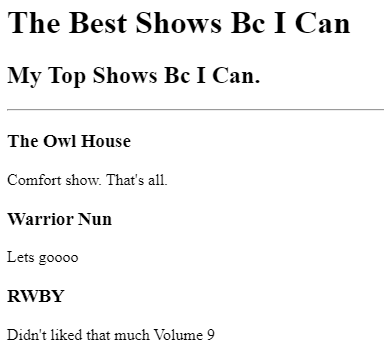 The Best Shows Bc I Can
My Top Shows Bc I Can.
The Owl House
Comfort show. That's all.
Warrior Nun
Lets goooo
RWBY
Didn't liked that much Volume 9